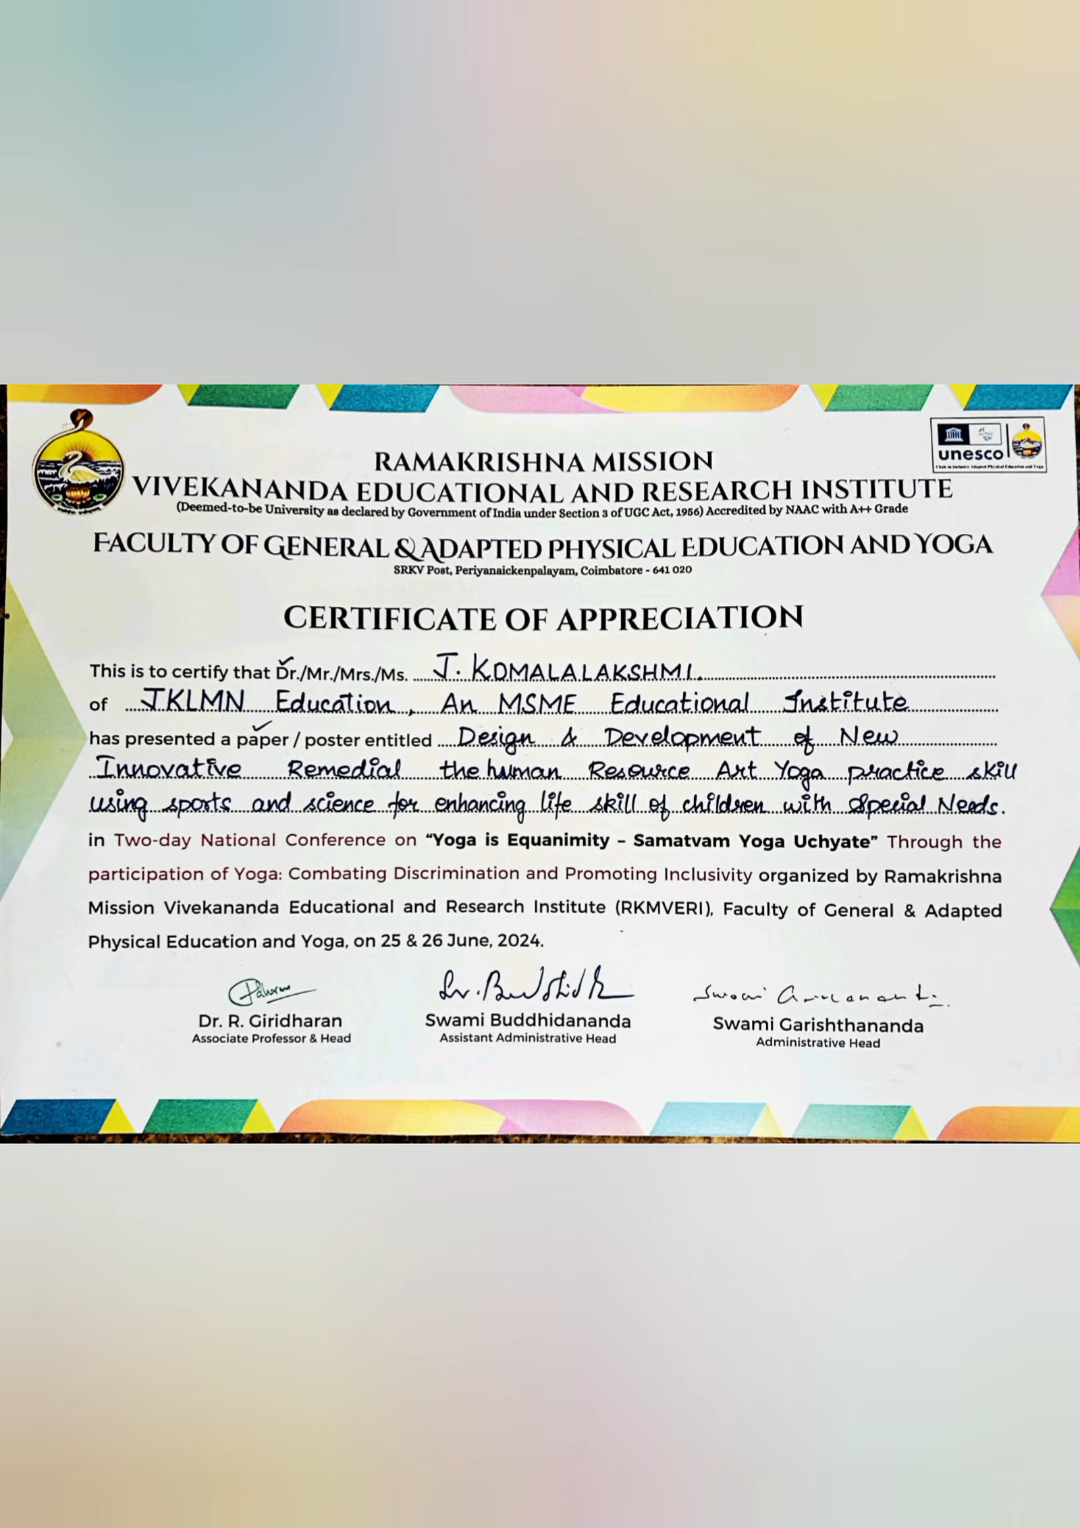 RAMAKRISHNA MISSION
VIVEKANANDA EDUCATIONAL AND RESEARCH INSTITUTE
(Deemed-to-be University as declared by Government of India under Section 3 of UGC Act, 1956) Accredited by NAAC with A++ Grade
unesco
FACULTY OF GENERAL & ADAPTED PHYSICAL EDUCATION AND YOGA
SRKV Post, Periyanaickenpalayam, Coimbatore - 641 020
CERTIFICATE OF APPRECIATION
This is to certify that Dr./Mr./Mrs./Ms. J. KOMALALAKSHMI.
of JKLMN Education, An MSME Educational Institute
has presented a paper / poster entitled Design & Development of New
Innovative Remedial the human Resource Art Yoga practice skill
using sports and science for enhancing life skill of children with Special Needs.
in Two-day National Conference on “Yoga is Equanimity – Samatvam Yoga Uchyate” Through the
participation of Yoga: Combating Discrimination and Promoting Inclusivity organized by Ramakrishna
Mission Vivekananda Educational and Research Institute (RKMVERI), Faculty of General & Adapted
Physical Education and Yoga, on 25 & 26 June, 2024.
Dr. R. Giridharan
Associate Professor & Head
Swami Buddhidananda
Assistant Administrative Head
Swami Garishthananda
Administrative Head